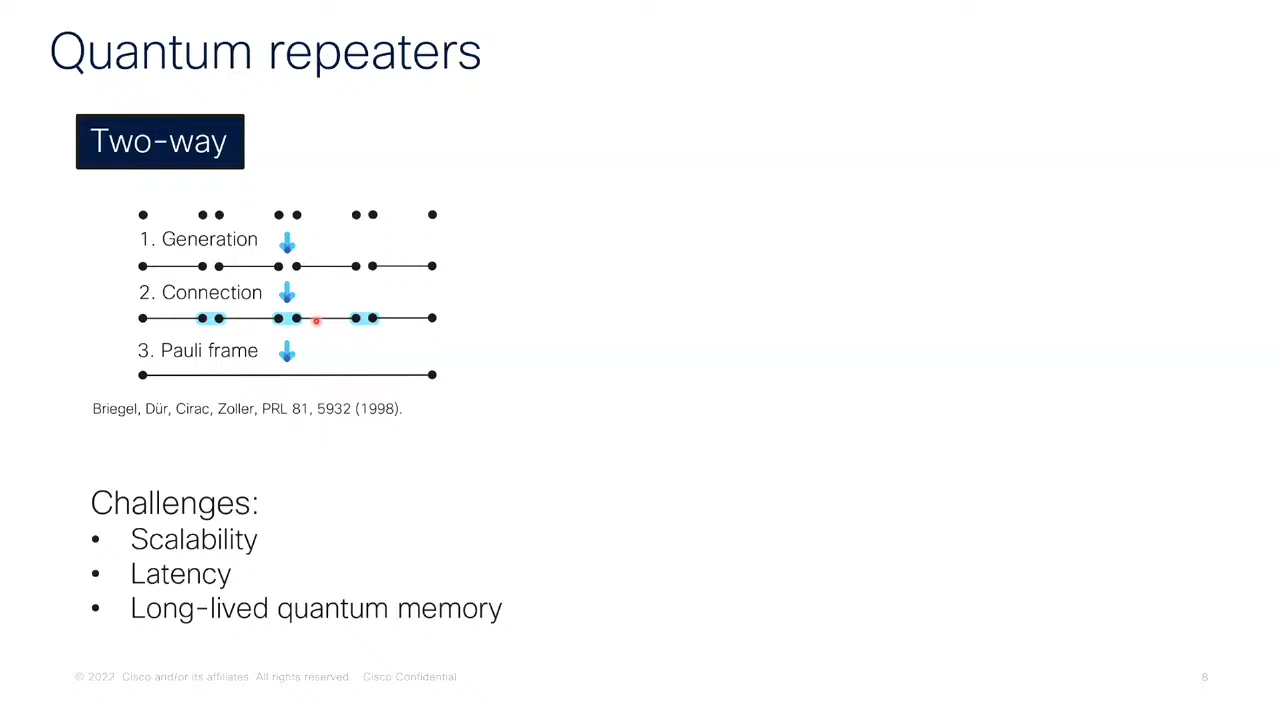 Quantum repeaters
Two-way
1. Generation
2. Connection
3. Pauli frame
Briegel, Dür, Cirac, Zoller, PRL 81, 5932 (1998).
Challenges:
• Scalability
• Latency
• Long-lived quantum memory
© 2022 Cisco and/or its affiliates. All rights reserved. Cisco Confidential
8